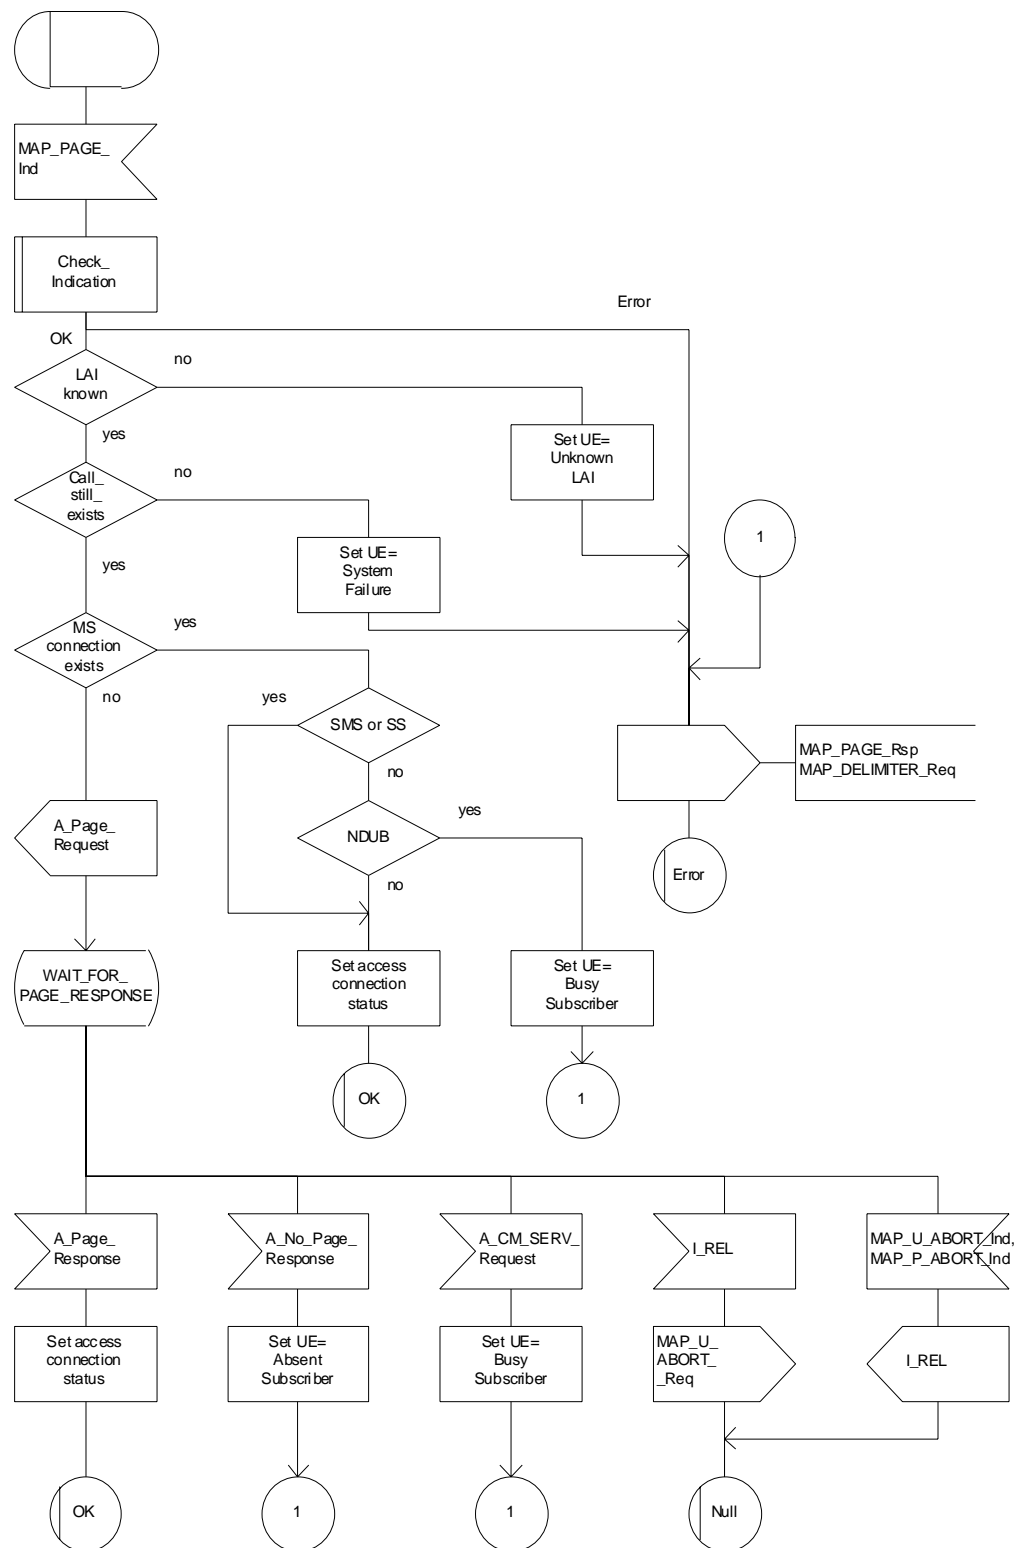 MAP_PAGE_
Ind
Check_
Indication
Error
OK
no
LAI
known
yes
Set UE=
Unknown
LAI
no
Call_
still_
exists
1
Set UE=
System
Failure
yes
yes
MS
connection
exists
no
yes
SMS or SS
MAP_PAGE_Rsp
MAP_DELIMITER_Req
no
yes
A_Page_
Request
NDUB
Error
no
WAIT_FOR_
PAGE_RESPONSE
Set access
connection
status
Set UE=
Busy
Subscriber
OK
1
A_Page_
Response
A_No_Page_
Response
A_CM_SERV_
Request
I_REL
MAP_U_ABORT_Ind,
MAP_P_ABORT_Ind
Set access
connection
status
Set UE=
Absent
Subscriber
Set UE=
Busy
Subscriber
MAP_U_
ABORT_
_Req
I_REL
OK
1
1
Null